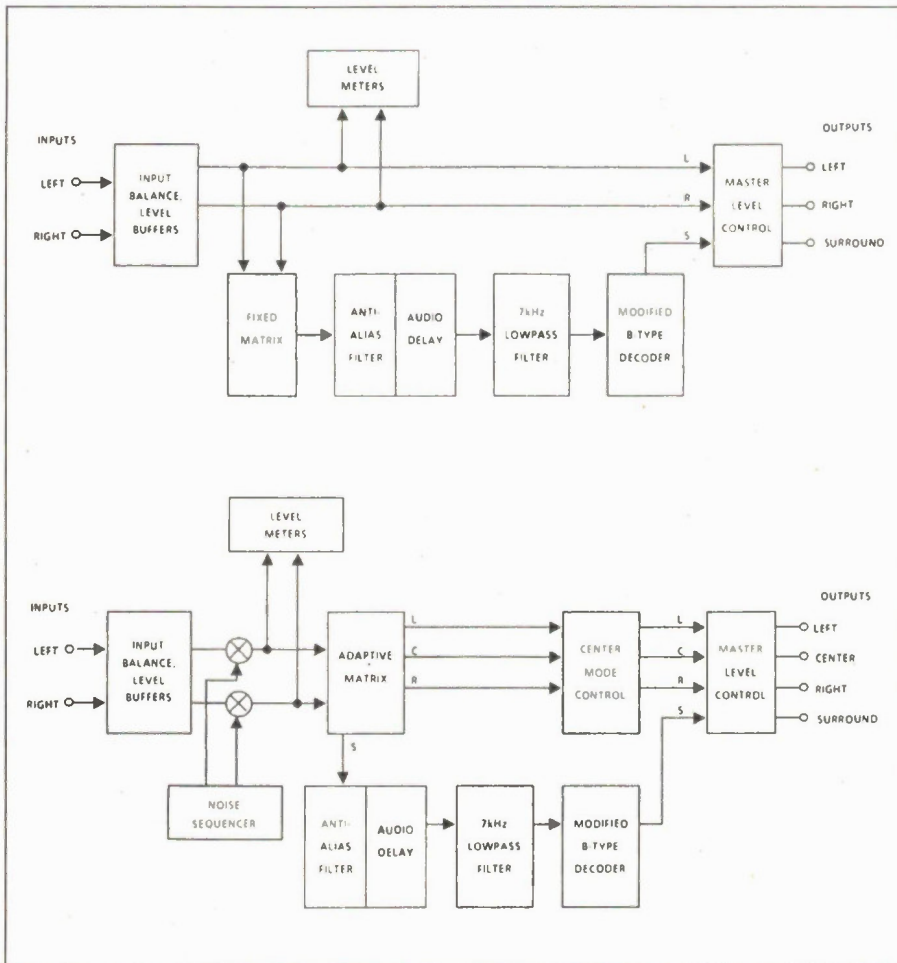 LEVEL
METERS
INPUTS
OUTPUTS
LEFT
RIGHT
INPUT
BALANCE,
LEVEL
BUFFERS
L
R
S
MASTER
LEVEL
CONTROL
LEFT
RIGHT
SURROUND
FIXED
MATRIX
ANTI-
ALIAS
FILTER
AUDIO
DELAY
7kHz
LOWPASS
FILTER
MODIFIED
B-TYPE
DECODER
LEVEL
METERS
INPUTS
OUTPUTS
LEFT
RIGHT
INPUT
BALANCE,
LEVEL
BUFFERS
ADAPTIVE
MATRIX
L
C
R
S
CENTER
MODE
CONTROL
L
C
R
S
MASTER
LEVEL
CONTROL
LEFT
CENTER
RIGHT
SURROUND
NOISE
SEQUENCER
ANTI-
ALIAS
FILTER
AUDIO
DELAY
7kHz
LOWPASS
FILTER
MODIFIED
B-TYPE
DECODER